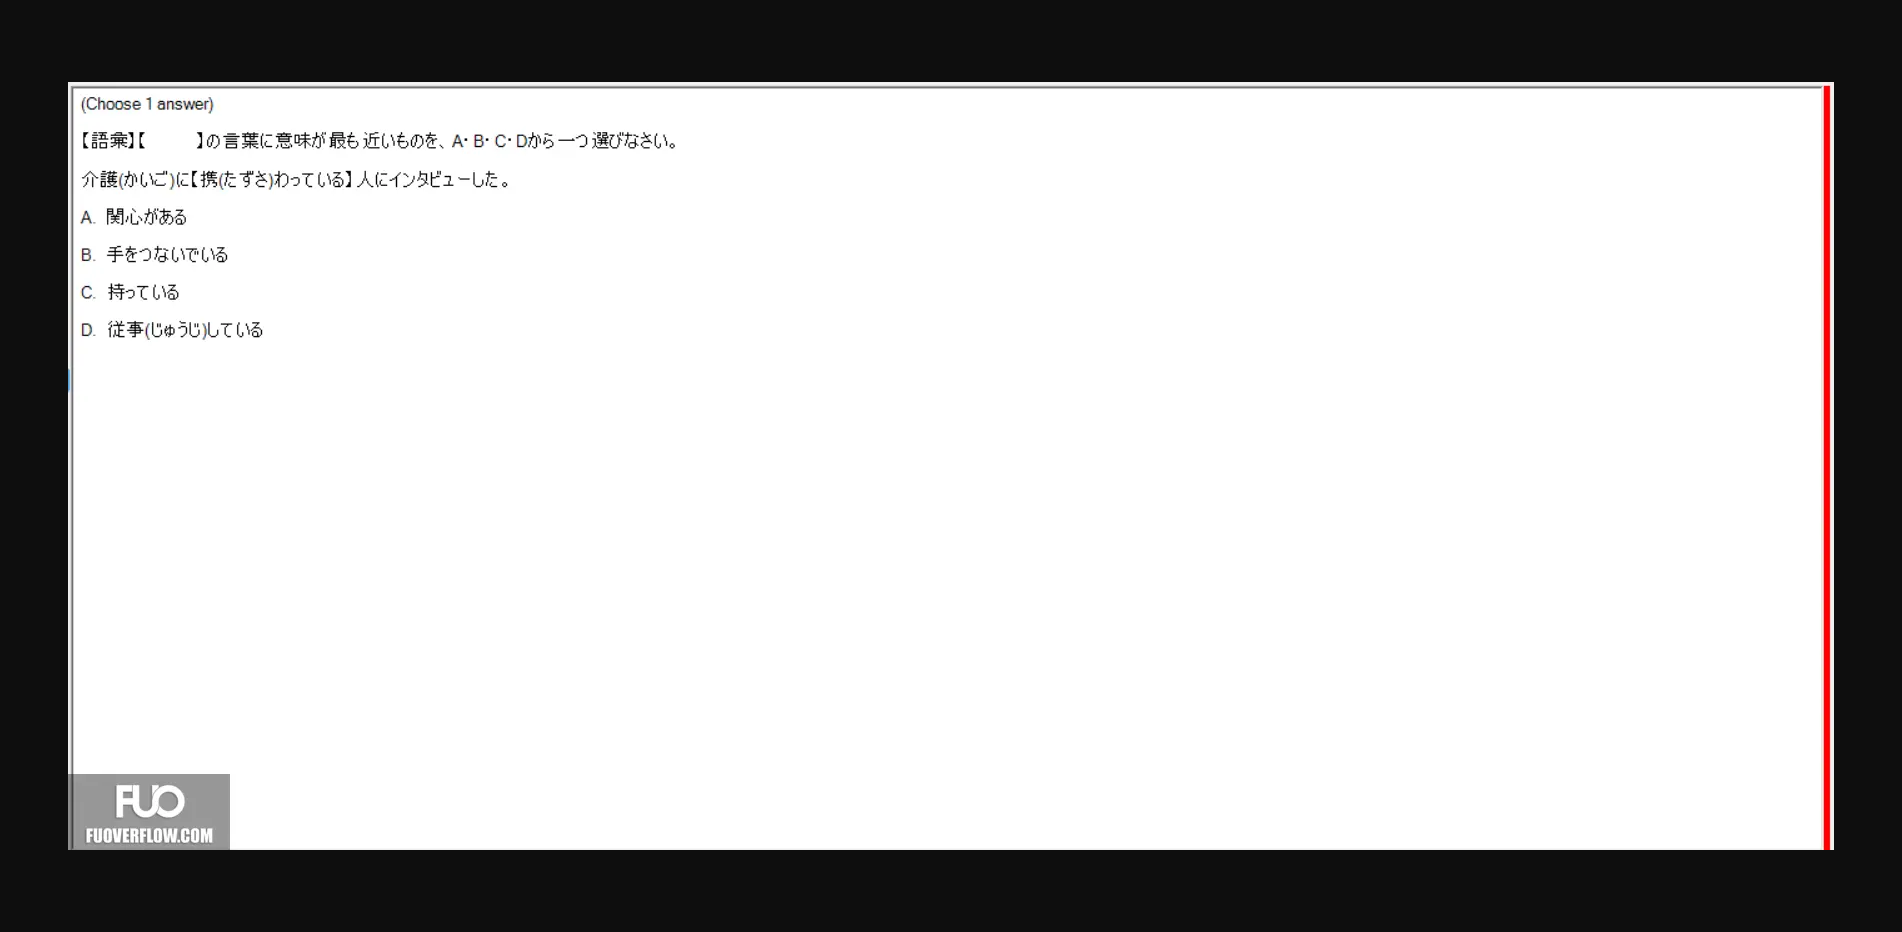 (Choose 1 answer)
【語彙】【　　　】の言葉に意味が最も近いものを、A・B・C・Dから一つ選びなさい。
介護(かいご)に【携(たずさ)わっている】人にインタビューした。
A. 関心がある
B. 手をつないでいる
C. 持っている
D. 従事(じゅうじ)している
FUO
FUOVERFLOW.COM